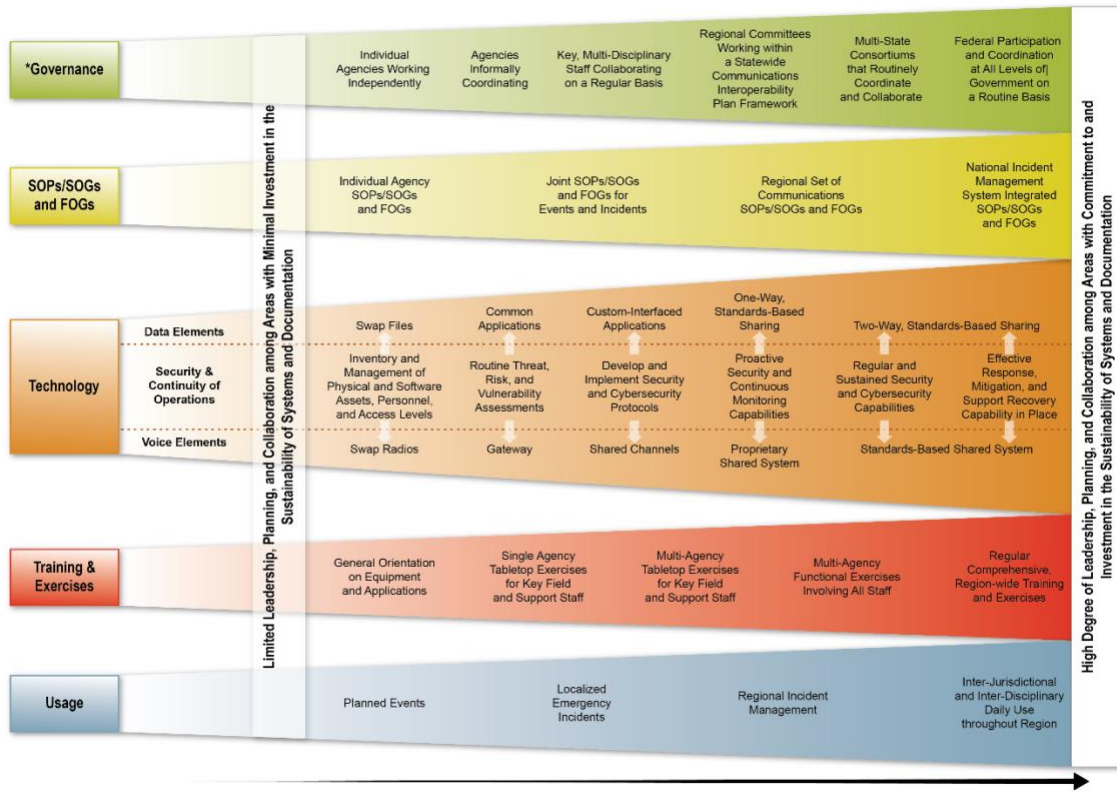 *Governance
Individual
Agencies Working
Independently
Agencies
Informally
Coordinating
Key, Multi-Disciplinary
Staff Collaborating
on a Regular Basis
Regional Committees
Working within
a Statewide
Communications
Interoperability
Plan Framework
Multi-State
Consortiums
that Routinely
Coordinate
and Collaborate
Federal Participation
and Coordination
at All Levels of|
Government on
a Routine Basis
SOPs/SOGs
and FOGs
Individual Agency
SOPs/SOGs
and FOGs
Joint SOPs/SOGs
and FOGs for
Events and Incidents
Regional Set of
Communications
SOPs/SOGs and FOGs
National Incident
Management
System Integrated
SOPs/SOGs
and FOGs
Technology
Data Elements
Swap Files
Common
Applications
Custom-Interfaced
Applications
One-Way,
Standards-Based
Sharing
Two-Way, Standards-Based Sharing
Security &
Continuity of
Operations
Inventory and
Management of
Physical and Software
Assets, Personnel,
and Access Levels
Routine Threat,
Risk, and
Vulnerability
Assessments
Develop and
Implement Security
and Cybersecurity
Protocols
Proactive
Security and
Continuous
Monitoring
Capabilities
Regular and
Sustained Security
and Cybersecurity
Capabilities
Effective
Response,
Mitigation, and
Support Recovery
Capability in Place
Voice Elements
Swap Radios
Gateway
Shared Channels
Proprietary
Shared System
Standards-Based Shared System
Training &
Exercises
General Orientation
on Equipment
and Applications
Single Agency
Tabletop Exercises
for Key Field
and Support Staff
Multi-Agency
Tabletop Exercises
for Key Field
and Support Staff
Multi-Agency
Functional Exercises
Involving All Staff
Regular
Comprehensive,
Region-wide Training
and Exercises
Usage
Planned Events
Localized
Emergency
Incidents
Regional Incident
Management
Inter-Jurisdictional
and Inter-Disciplinary
Daily Use
throughout Region
Limited Leadership, Planning, and Collaboration among Areas with Minimal Investment in the
Sustainability of Systems and Documentation
High Degree of Leadership, Planning, and Collaboration among Areas with Commitment to and
Investment in the Sustainability of Systems and Documentation